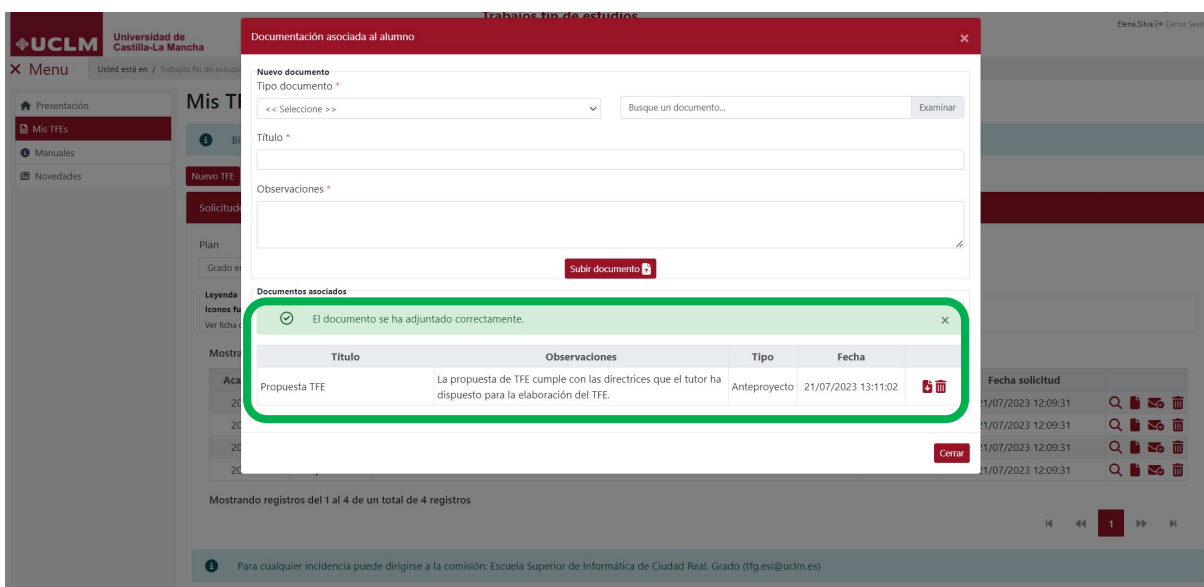 Trabajos fin de estudios
Elena.Silva Cerrar Sesi
UCLM
Universidad de
Castilla-La Mancha
Menu
Usted está en / Trabajos fin de estudi
Presentación
Mis TFEs
Manuales
Novedades
Mis TF
Bi
Nuevo TFE
Solicitud
Plan
Grado e
Leyenda
Iconos fu
Ver ficha
Mostra
Aca
20
20
20
20
Documentación asociada al alumno ×
Nuevo documento
Tipo documento *
<< Seleccione >>
Busque un documento...
Examinar
Título *
Observaciones *
Subir documento
Documentos asociados
El documento se ha adjuntado correctamente. ×
Título Observaciones Tipo Fecha
Propuesta TFE La propuesta de TFE cumple con las directrices que el tutor ha Anteproyecto 21/07/2023 13:11:02
dispuesto para la elaboración del TFE.
Cerrar
Fecha solicitud
21/07/2023 12:09:31
21/07/2023 12:09:31
21/07/2023 12:09:31
21/07/2023 12:09:31
Mostrando registros del 1 al 4 de un total de 4 registros
1
Para cualquier incidencia puede dirigirse a la comisión: Escuela Superior de Informática de Ciudad Real. Grado (tfg.esi@uclm.es)